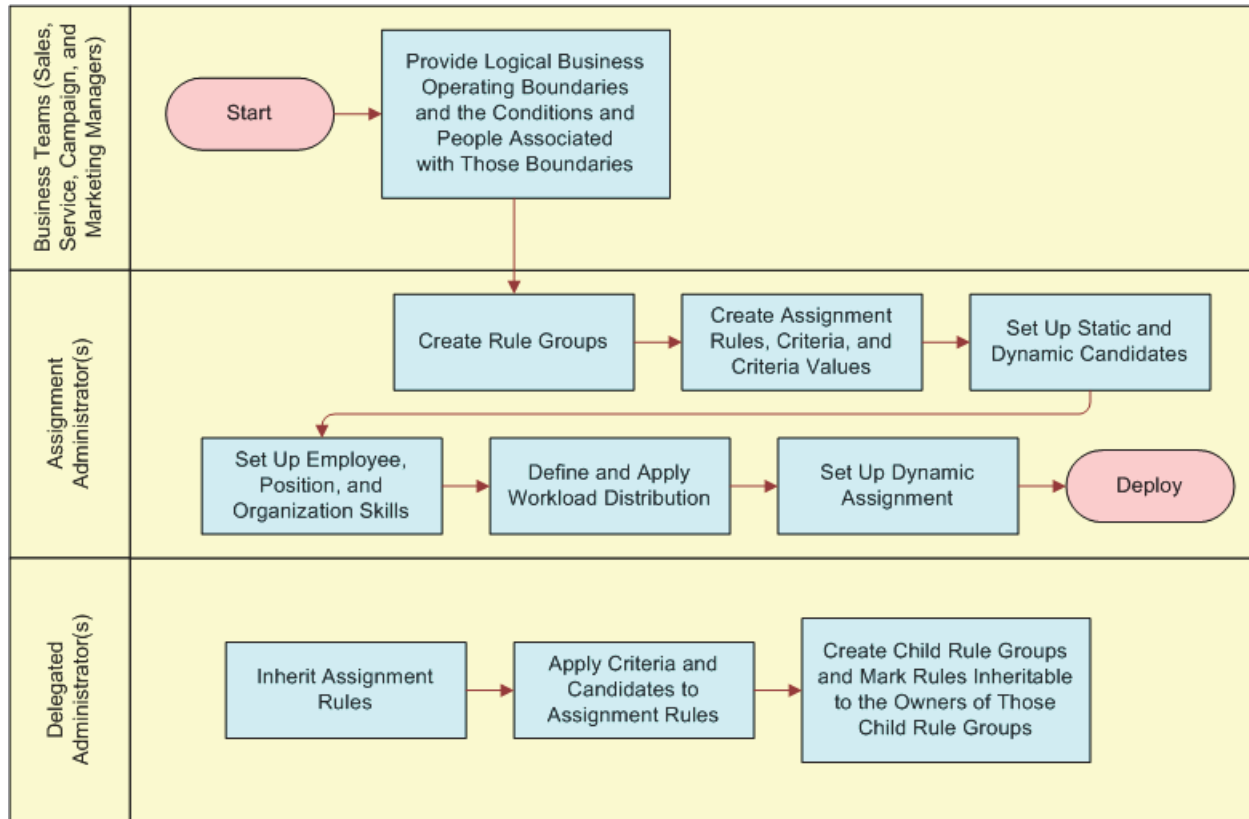 Business Teams (Sales,
Service, Campaign, and
Marketing Managers)
Start
Provide Logical Business
Operating Boundaries
and the Conditions and
People Associated
with Those Boundaries
Assignment
Administrator(s)
Create Rule Groups
Create Assignment
Rules, Criteria, and
Criteria Values
Set Up Static and
Dynamic Candidates
Set Up Employee,
Position, and
Organization Skills
Define and Apply
Workload Distribution
Set Up Dynamic
Assignment
Deploy
Delegated
Administrator(s)
Inherit Assignment
Rules
Apply Criteria and
Candidates to
Assignment Rules
Create Child Rule Groups
and Mark Rules Inheritable
to the Owners of Those
Child Rule Groups